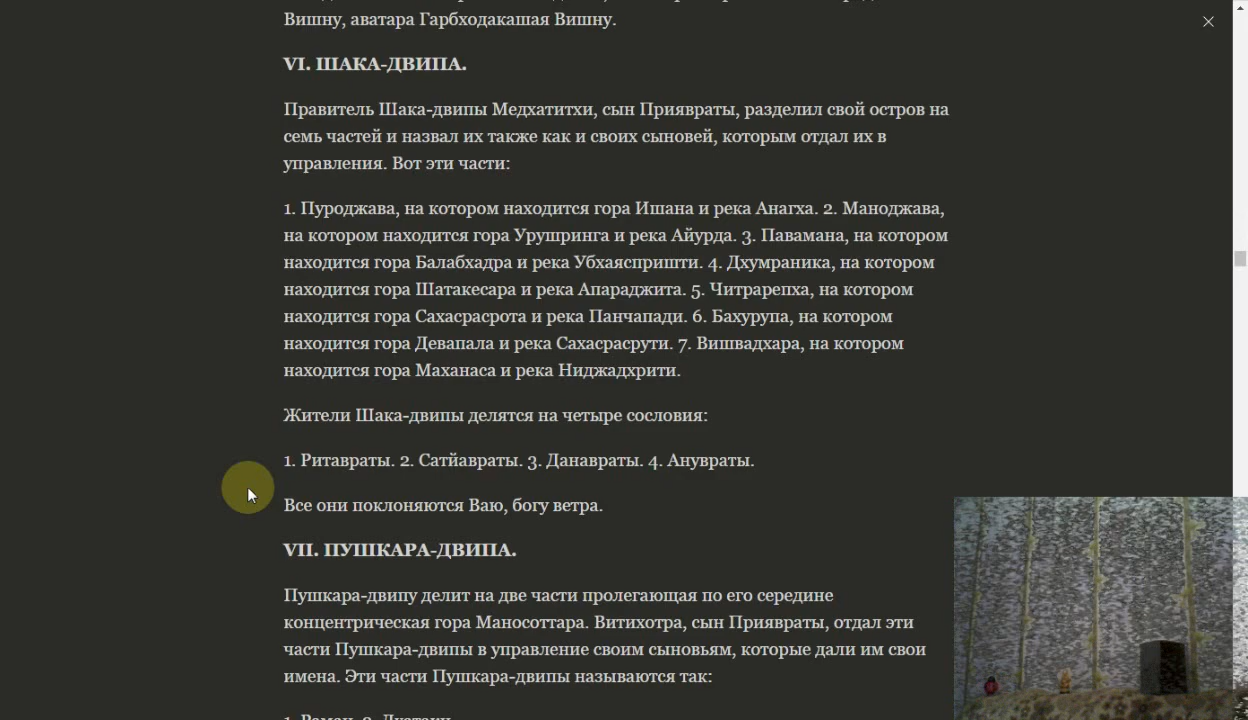 Вишну, аватара Гарбходакашая Вишну.
VI. ШАКА-ДВИПА.
Правитель Шака-двипы Медхатитхи, сын Приявраты, разделил свой остров на
семь частей и назвал их также как и своих сыновей, которым отдал их в
управления. Вот эти части:
1. Пуроджава, на котором находится гора Ишана и река Анагха. 2. Маноджава,
на котором находится гора Урушринга и река Айурда. 3. Павамана, на котором
находится гора Балабхадра и река Убхаяспришти. 4. Дхумраника, на котором
находится гора Шатакесара и река Апараджита. 5. Читрарепха, на котором
находится гора Сахасрасрота и река Панчапади. 6. Бахурупа, на котором
находится гора Девапала и река Сахасрасрути. 7. Вишвадхара, на котором
находится гора Маханаса и река Ниджадхрити.
Жители Шака-двипы делятся на четыре сословия:
1. Ритавраты. 2. Сатйавраты. 3. Данавраты. 4. Анувраты.
Все они поклоняются Ваю, богу ветра.
VII. ПУШКАРА-ДВИПА.
Пушкара-двипу делит на две части пролегающая по его середине
концентрическая гора Маносоттара. Витихотра, сын Приявраты, отдал эти
части Пушкара-двипы в управление своим сыновьям, которые дали им свои
имена. Эти части Пушкара-двипы называются так: